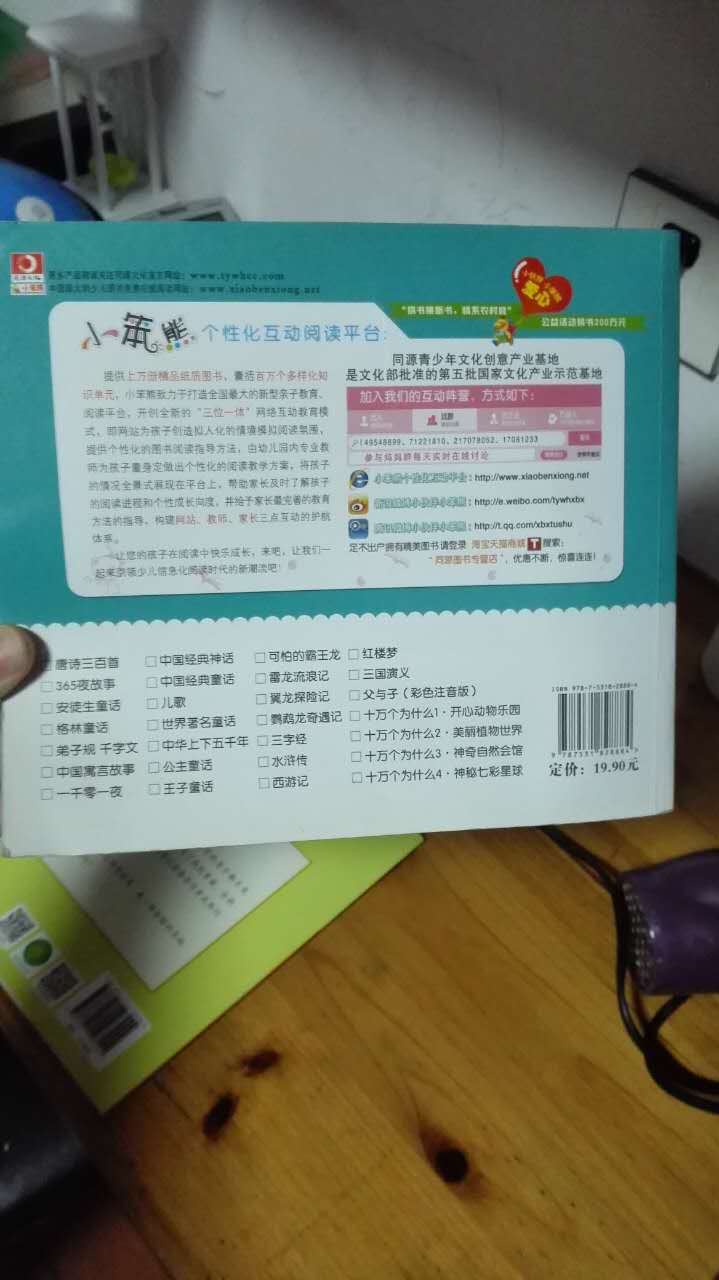 更多产品敬请关注同源文化官方网站：www.tywhcc.com
中国最大的少儿图书免费在线阅读网站：www.xiaobenxiong.net
小笨熊
爱心
公益活动捐书200万元
小笨熊 个性化互动阅读平台：
提供上万册精品纸质图书，囊括百万个多样化知
识单元，小笨熊致力于打造全国最大的新型亲子教育、
阅读平台，开创全新的“三位一体”网络互动教育模
式，即网站为孩子创造拟人化的情境模拟阅读氛围，
提供个性化的图书阅读指导方法，由幼儿园内专业教
师为孩子量身定做出个性化的阅读教学方案，将孩子
的情况全景式展现在平台上，帮助家长及时了解孩子
的阅读进程和个性成长向度，并给予家长最完善的教育
方法的指导，构建网站、教师、家长三点互动的护航
体系。
让您的孩子在阅读中快乐成长，来吧，让我们一
起来引领少儿信息化阅读时代的新潮流吧！
同源青少年文化创意产业基地
是文化部批准的第五批国家文化产业示范基地
加入我们的互动阵营，方式如下：
找群
149548899, 71221810, 217078052, 17081233
参与妈妈群每天实时在线讨论
小笨熊个性化互动平台：http://www.xiaobenxiong.net
新浪微博小伙伴小笨熊：http://e.weibo.com/tywhxbx
腾讯微博小伙伴小笨熊：http://t.qq.com/xbxtushu
足不出户拥有精美图书请登录 淘宝天猫商城 T 搜索：
“同源图书专营店”，优惠不断，惊喜连连！
唐诗三百首
365夜故事
安徒生童话
格林童话
弟子规 千字文
中国寓言故事
一千零一夜
中国经典神话
中国经典童话
儿歌
世界著名童话
中华上下五千年
公主童话
王子童话
可怕的霸王龙
雷龙流浪记
翼龙探险记
鹦鹉龙奇遇记
三字经
水浒传
西游记
红楼梦
三国演义
父与子（彩色注音版）
十万个为什么1·开心动物乐园
十万个为什么2·美丽植物世界
十万个为什么3·神奇自然会馆
十万个为什么4·神秘七彩星球
定价：19.90元